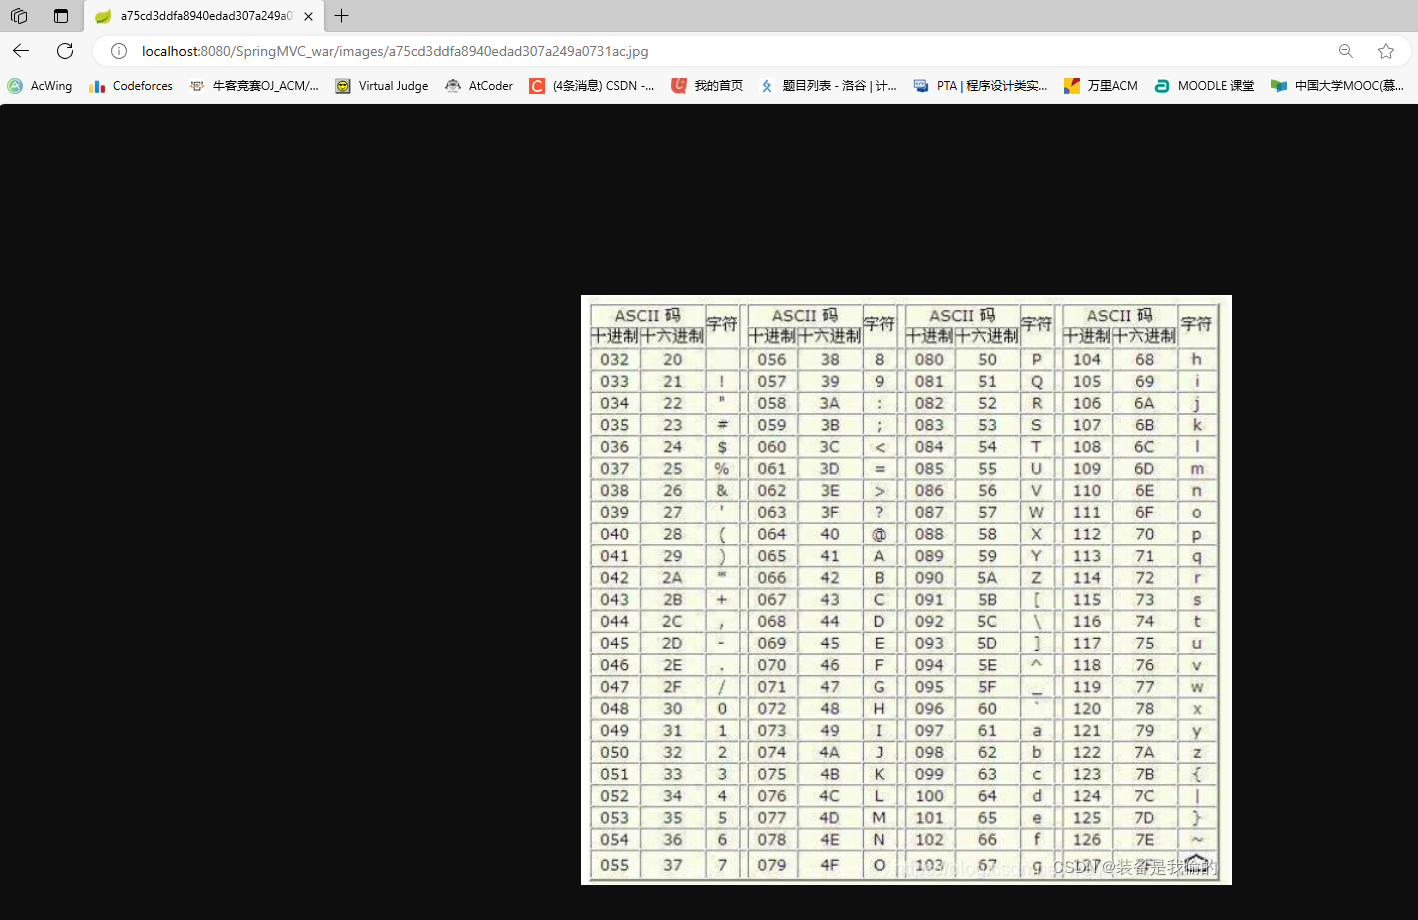 a75cd3ddfa8940edad307a249a0
localhost:8080/SpringMVC_war/images/a75cd3ddfa8940edad307a249a0731ac.jpg
AcWing Codeforces 牛客竞赛OJ_ACM/... Virtual Judge AtCoder (4条消息) CSDN -... 我的首页 题目列表 - 洛谷 | 计... PTA | 程序设计类实... 万里ACM MOODLE 课堂 中国大学MOOC(慕...
ASCII 码 字符 ASCII 码 字符 ASCII 码 字符 ASCII 码 字符
十进制 十六进制 十进制 十六进制 十进制 十六进制 十进制 十六进制
032 20 056 38 8 080 50 P 104 68 h
033 21 ! 057 39 9 081 51 Q 105 69 i
034 22 " 058 3A : 082 52 R 106 6A j
035 23 # 059 3B ; 083 53 S 107 6B k
036 24 $ 060 3C < 084 54 T 108 6C l
037 25 % 061 3D = 085 55 U 109 6D m
038 26 & 062 3E > 086 56 V 110 6E n
039 27 ' 063 3F ? 087 57 W 111 6F o
040 28 ( 064 40 @ 088 58 X 112 70 p
041 29 ) 065 41 A 089 59 Y 113 71 q
042 2A * 066 42 B 090 5A Z 114 72 r
043 2B + 067 43 C 091 5B [ 115 73 s
044 2C , 068 44 D 092 5C \ 116 74 t
045 2D - 069 45 E 093 5D ] 117 75 u
046 2E . 070 46 F 094 5E ^ 118 76 v
047 2F / 071 47 G 095 5F _ 119 77 w
048 30 0 072 48 H 096 60 ` 120 78 x
049 31 1 073 49 I 097 61 a 121 79 y
050 32 2 074 4A J 098 62 b 122 7A z
051 33 3 075 4B K 099 63 c 123 7B {
052 34 4 076 4C L 100 64 d 124 7C |
053 35 5 077 4D M 101 65 e 125 7D }
054 36 6 078 4E N 102 66 f 126 7E ~
055 37 7 079 4F O 103 67 g 127
CSDN @装备是我偷的